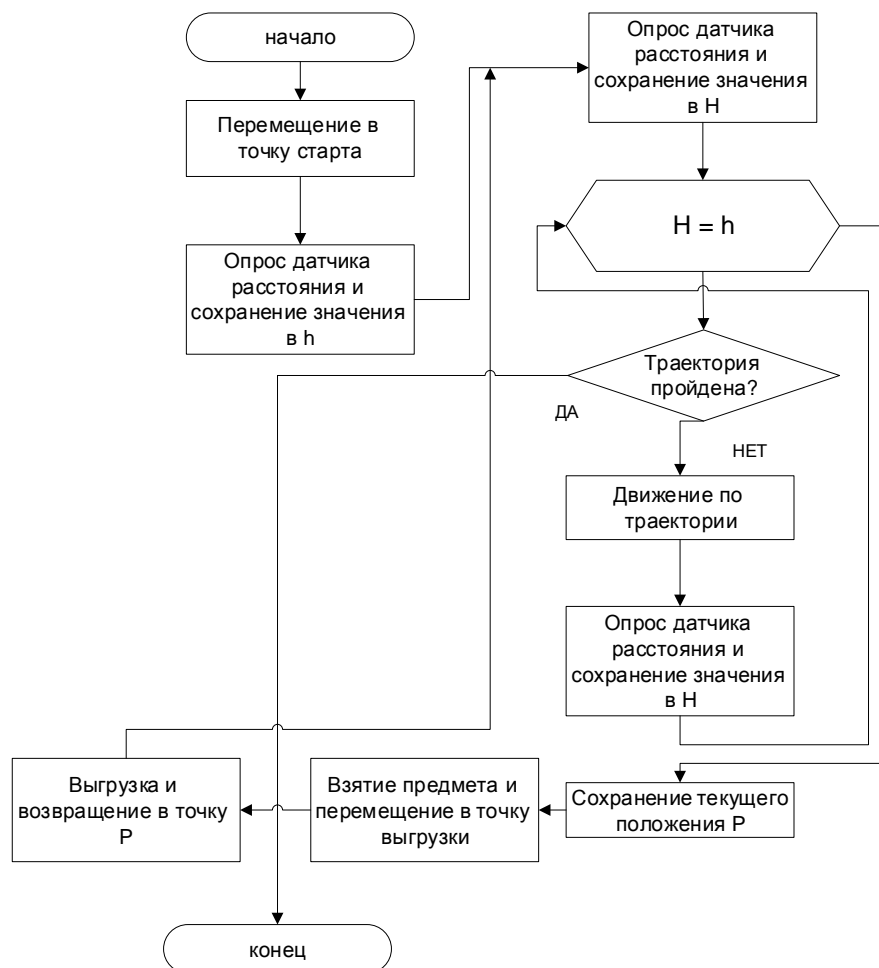 начало
Перемещение в
точку старта
Опрос датчика
расстояния и
сохранение значения
в h
Опрос датчика
расстояния и
сохранение значения
в H
H = h
Траектория
пройдена?
ДА
НЕТ
Движение по
траектории
Опрос датчика
расстояния и
сохранение значения
в H
Сохранение текущего
положения P
Взятие предмета и
перемещение в точку
выгрузки
Выгрузка и
возвращение в точку
P
конец